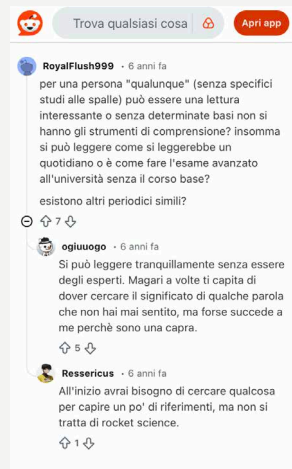 Trova qualsiasi cosa
Apri app
RoyalFlush999 • 6 anni fa
per una persona "qualunque" (senza specifici
studi alle spalle) può essere una lettura
interessante o senza determinate basi non si
hanno gli strumenti di comprensione? insomma
si può leggere come si leggerebbe un
quotidiano o è come fare l'esame avanzato
all'università senza il corso base?
esistono altri periodici simili?
7
ogiuuogo • 6 anni fa
Si può leggere tranquillamente senza essere
degli esperti. Magari a volte ti capita di
dover cercare il significato di qualche parola
che non hai mai sentito, ma forse succede a
me perchè sono una capra.
5
Ressericus • 6 anni fa
All'inizio avrai bisogno di cercare qualcosa
per capire un po' di riferimenti, ma non si
tratta di rocket science.
1